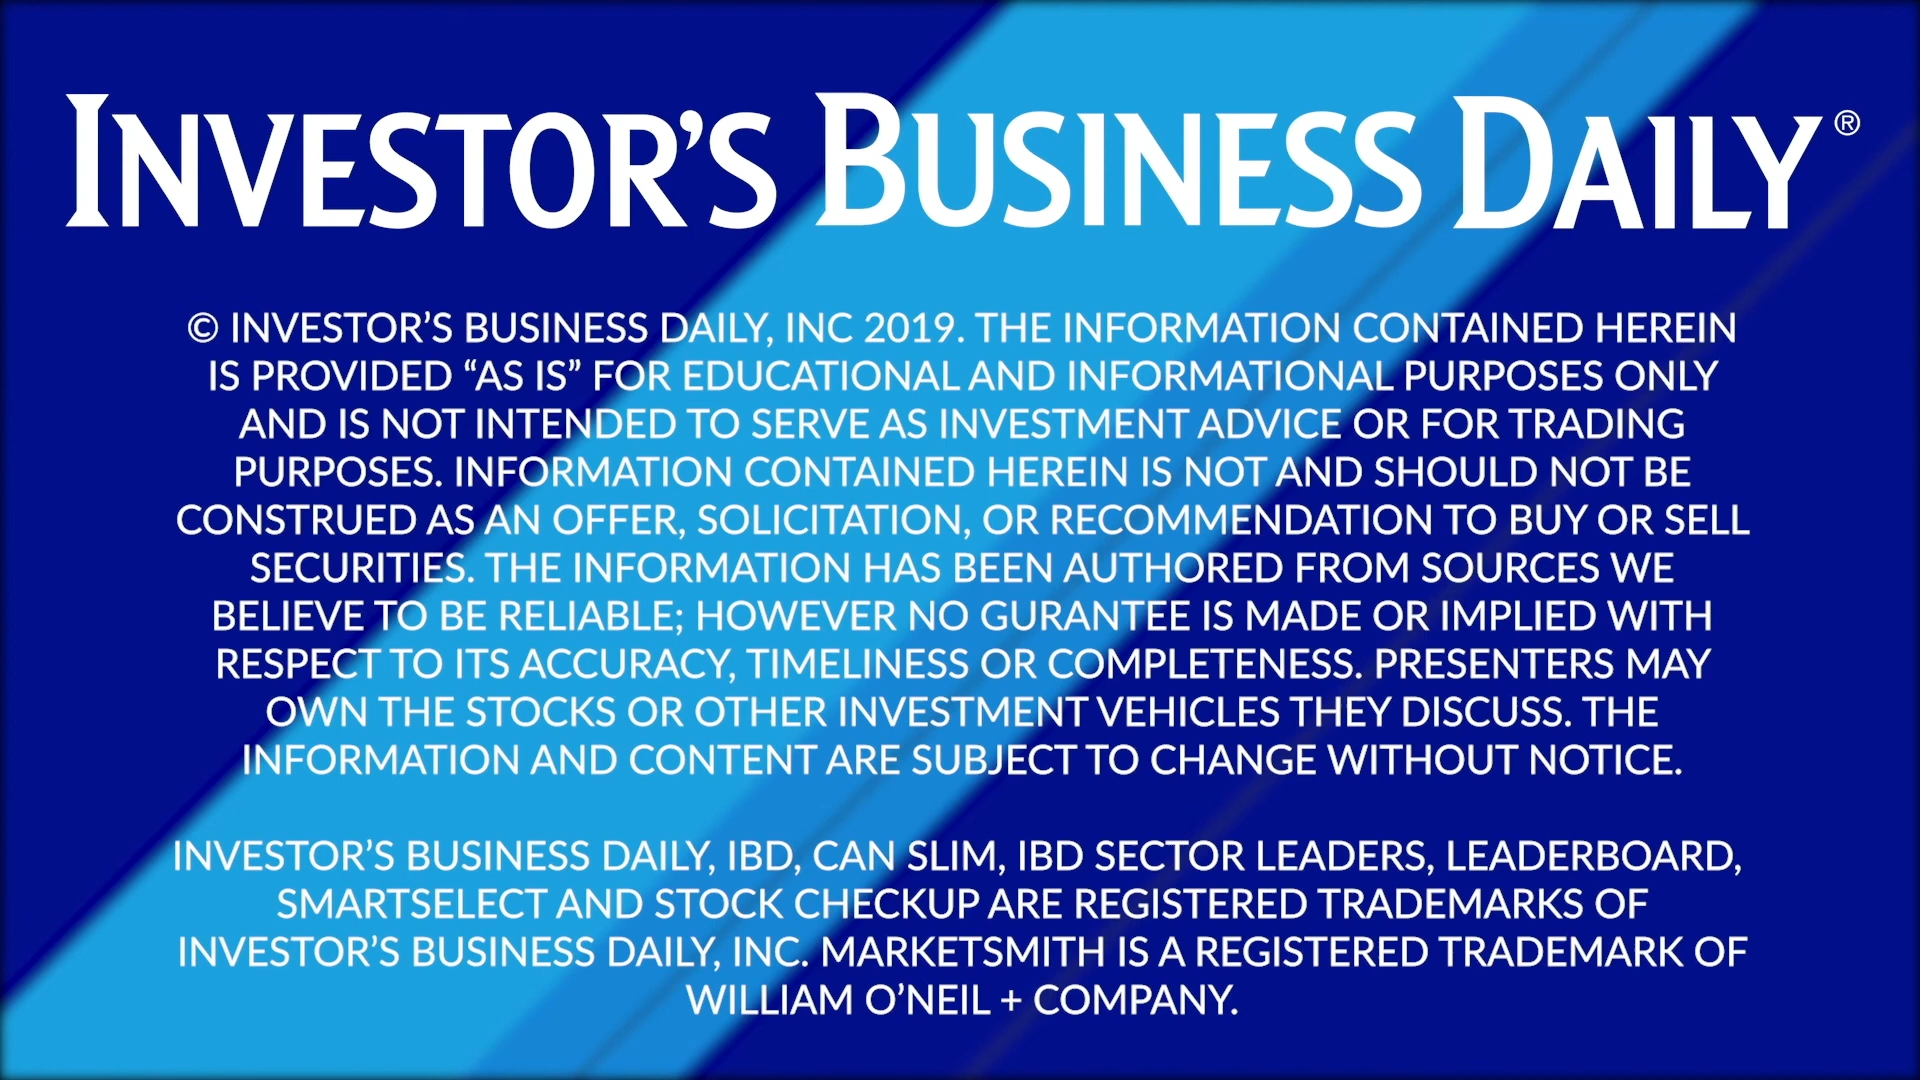 INVESTOR’S BUSINESS DAILY®
© INVESTOR’S BUSINESS DAILY, INC 2019. THE INFORMATION CONTAINED HEREIN
IS PROVIDED “AS IS” FOR EDUCATIONAL AND INFORMATIONAL PURPOSES ONLY
AND IS NOT INTENDED TO SERVE AS INVESTMENT ADVICE OR FOR TRADING
PURPOSES. INFORMATION CONTAINED HEREIN IS NOT AND SHOULD NOT BE
CONSTRUED AS AN OFFER, SOLICITATION, OR RECOMMENDATION TO BUY OR SELL
SECURITIES. THE INFORMATION HAS BEEN AUTHORED FROM SOURCES WE
BELIEVE TO BE RELIABLE; HOWEVER NO GURANTEE IS MADE OR IMPLIED WITH
RESPECT TO ITS ACCURACY, TIMELINESS OR COMPLETENESS. PRESENTERS MAY
OWN THE STOCKS OR OTHER INVESTMENT VEHICLES THEY DISCUSS. THE
INFORMATION AND CONTENT ARE SUBJECT TO CHANGE WITHOUT NOTICE.
INVESTOR’S BUSINESS DAILY, IBD, CAN SLIM, IBD SECTOR LEADERS, LEADERBOARD,
SMARTSELECT AND STOCK CHECKUP ARE REGISTERED TRADEMARKS OF
INVESTOR’S BUSINESS DAILY, INC. MARKETSMITH IS A REGISTERED TRADEMARK OF
WILLIAM O’NEIL + COMPANY.